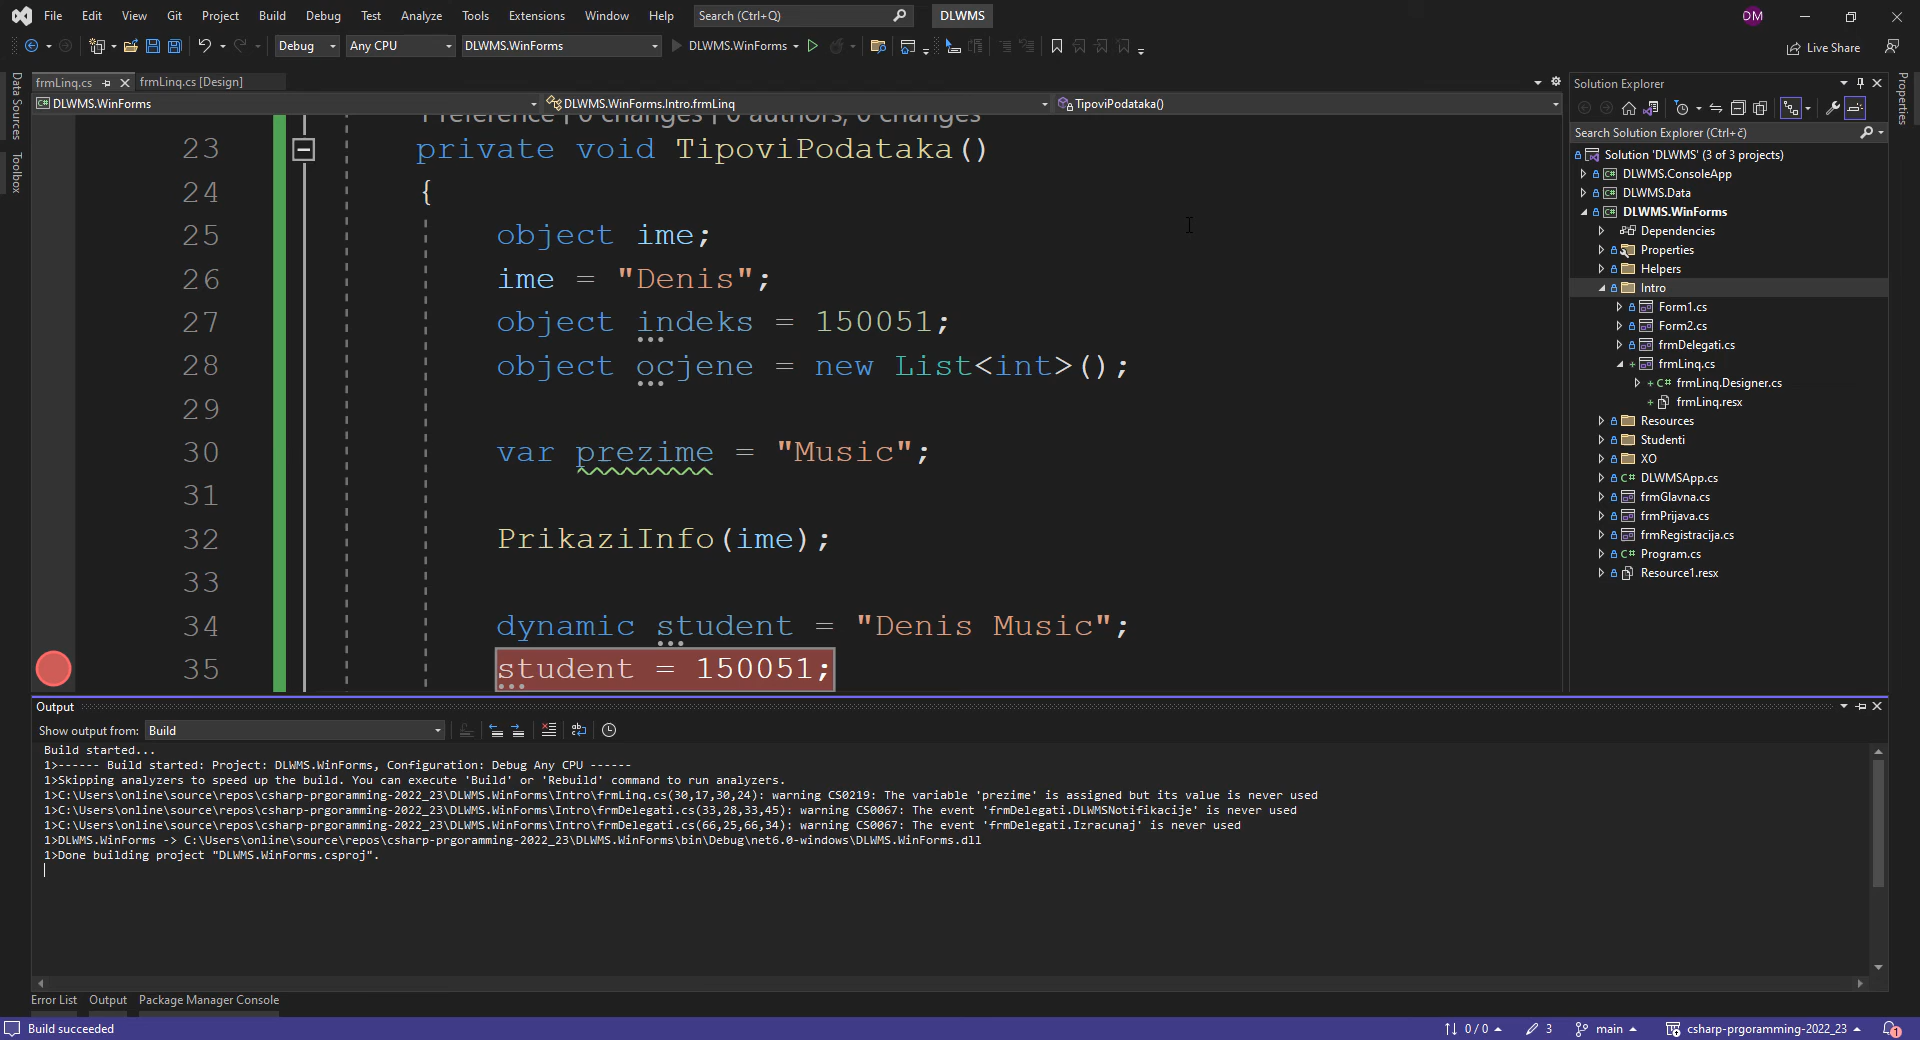 File Edit View Git Project Build Debug Test Analyze Tools Extensions Window Help Search (Ctrl+Q) DLWMS DM
Debug Any CPU DLWMS.WinForms DLWMS.WinForms Live Share
frmLinq.cs frmLinq.cs [Design]
DLWMS.WinForms DLWMS.WinForms.Intro.frmLinq TipoviPodataka()
Data Sources
Toolbox
1 reference | 0 changes | 0 authors, 0 changes
23 private void TipoviPodataka()
24 {
25 object ime;
26 ime = "Denis";
27 object indeks = 150051;
28 object ocjene = new List<int>();
29
30 var prezime = "Music";
31
32 PrikaziInfo(ime);
33
34 dynamic student = "Denis Music";
35 student = 150051;
Solution Explorer
Search Solution Explorer (Ctrl+č)
Solution 'DLWMS' (3 of 3 projects)
DLWMS.ConsoleApp
DLWMS.Data
DLWMS.WinForms
Dependencies
Properties
Helpers
Intro
Form1.cs
Form2.cs
frmDelegati.cs
frmLinq.cs
frmLinq.Designer.cs
frmLinq.resx
Resources
Studenti
XO
DLWMSApp.cs
frmGlavna.cs
frmPrijava.cs
frmRegistracija.cs
Program.cs
Resource1.resx
Properties
Output
Show output from: Build
Build started...
1>------ Build started: Project: DLWMS.WinForms, Configuration: Debug Any CPU ------
1>Skipping analyzers to speed up the build. You can execute 'Build' or 'Rebuild' command to run analyzers.
1>C:\Users\online\source\repos\csharp-prgoramming-2022_23\DLWMS.WinForms\Intro\frmLinq.cs(30,17,30,24): warning CS0219: The variable 'prezime' is assigned but its value is never used
1>C:\Users\online\source\repos\csharp-prgoramming-2022_23\DLWMS.WinForms\Intro\frmDelegati.cs(33,28,33,45): warning CS0067: The event 'frmDelegati.DLWMSNotifikacije' is never used
1>C:\Users\online\source\repos\csharp-prgoramming-2022_23\DLWMS.WinForms\Intro\frmDelegati.cs(66,25,66,34): warning CS0067: The event 'frmDelegati.Izracunaj' is never used
1>DLWMS.WinForms -> C:\Users\online\source\repos\csharp-prgoramming-2022_23\DLWMS.WinForms\bin\Debug\net6.0-windows\DLWMS.WinForms.dll
1>Done building project "DLWMS.WinForms.csproj".
Error List Output Package Manager Console
Build succeeded 0 / 0 3 main csharp-prgoramming-2022_23 1